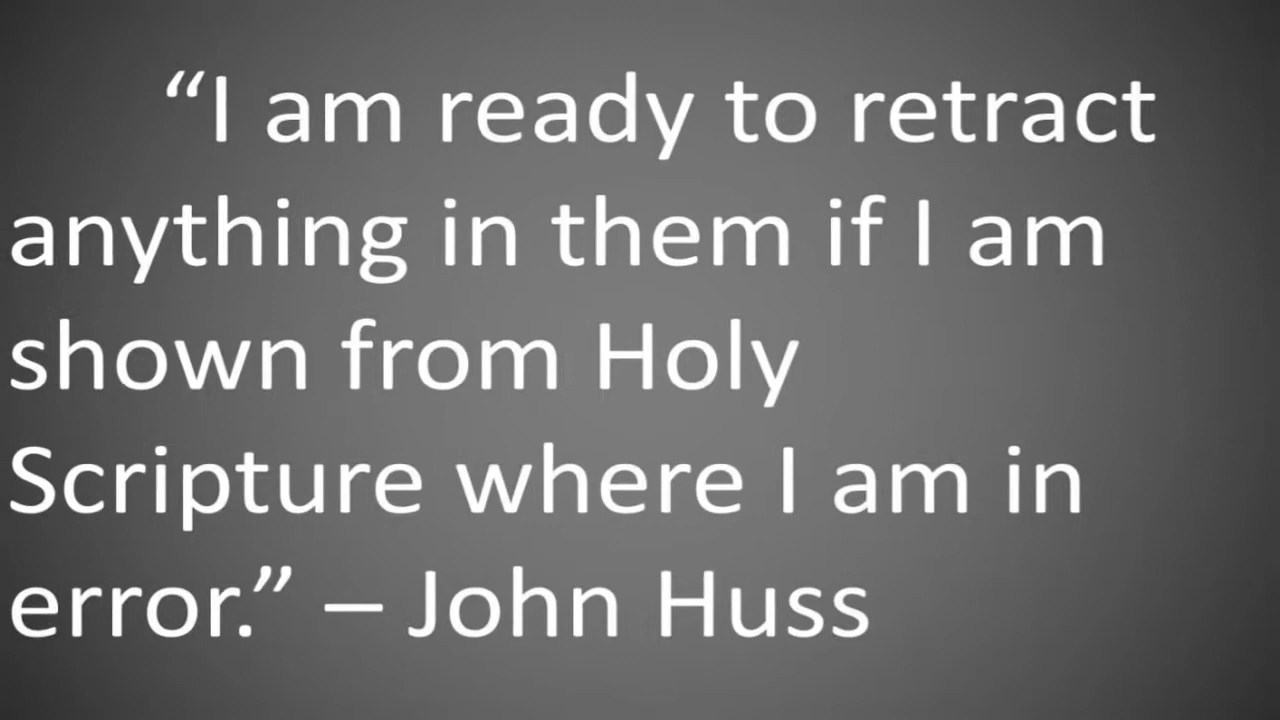 “I am ready to retract
anything in them if I am
shown from Holy
Scripture where I am in
error.” – John Huss